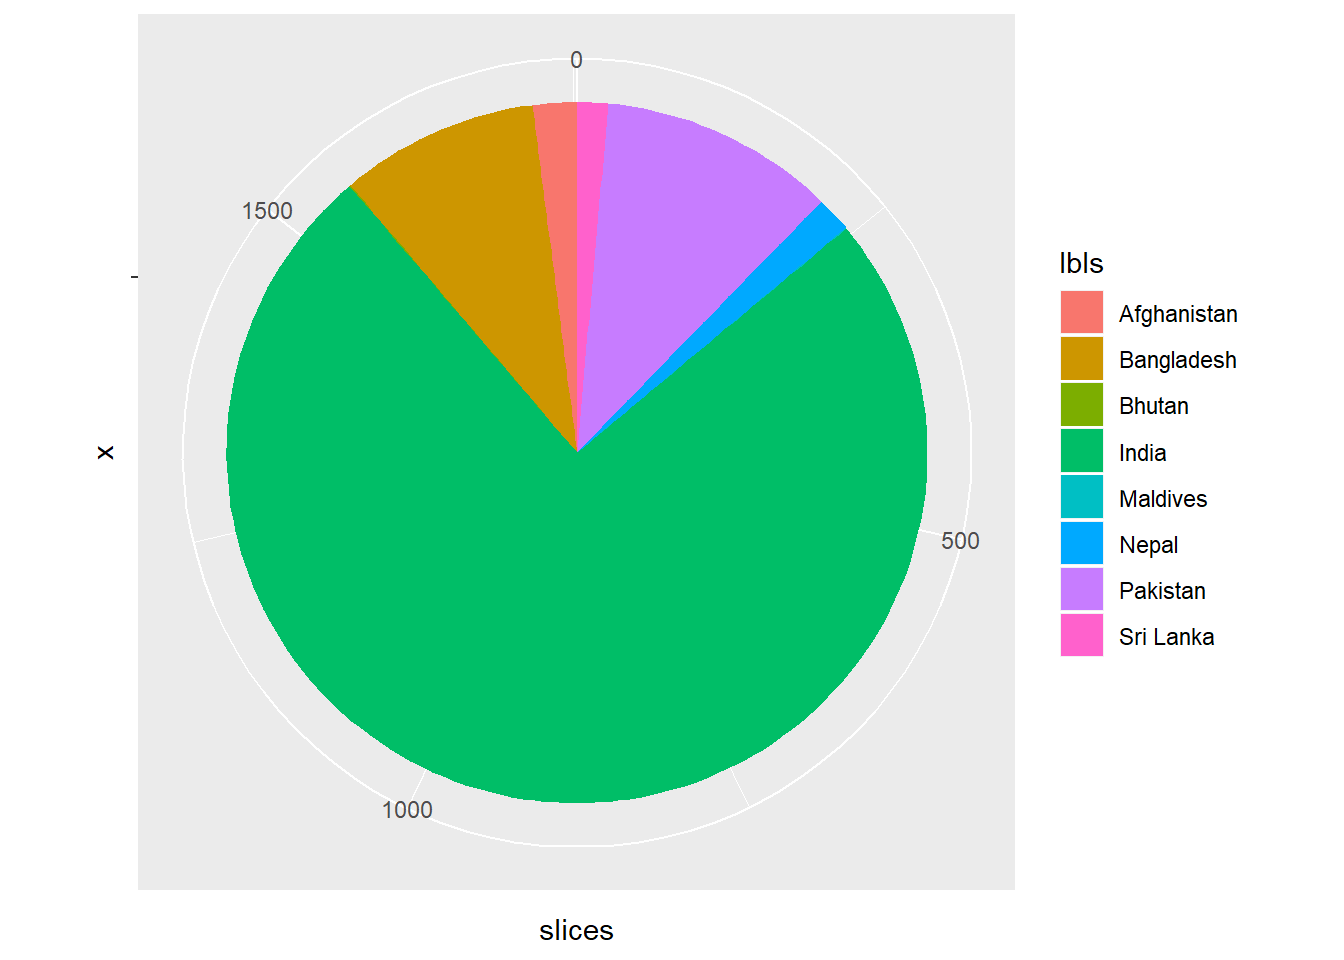 0
1500
500
1000
x
slices
lbls
Afghanistan
Bangladesh
Bhutan
India
Maldives
Nepal
Pakistan
Sri Lanka